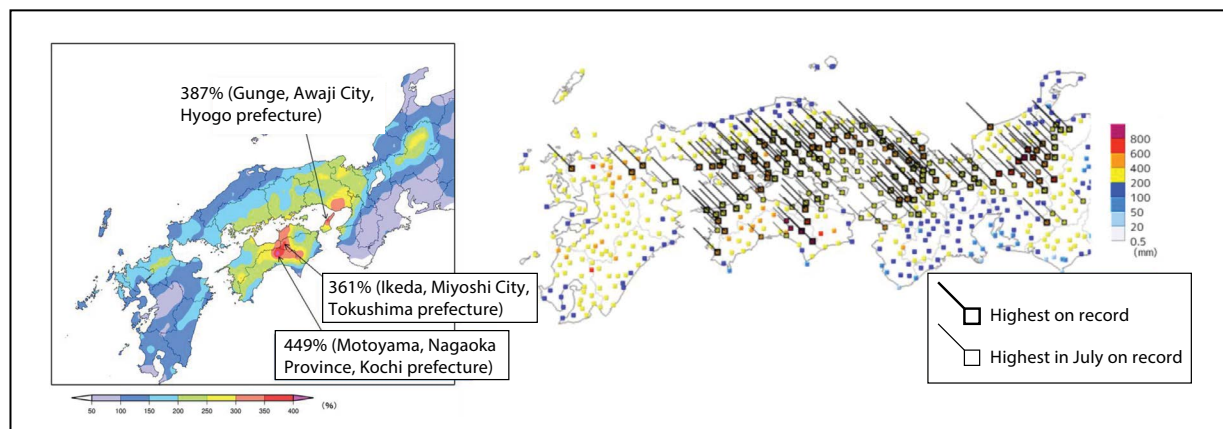 387% (Gunge, Awaji City,
Hyogo prefecture)
361% (Ikeda, Miyoshi City,
Tokushima prefecture)
449% (Motoyama, Nagaoka
Province, Kochi prefecture)
50 100 150 200 250 300 350 400 (%)
800
600
400
200
100
50
20
0.5
(mm)
Highest on record
Highest in July on record